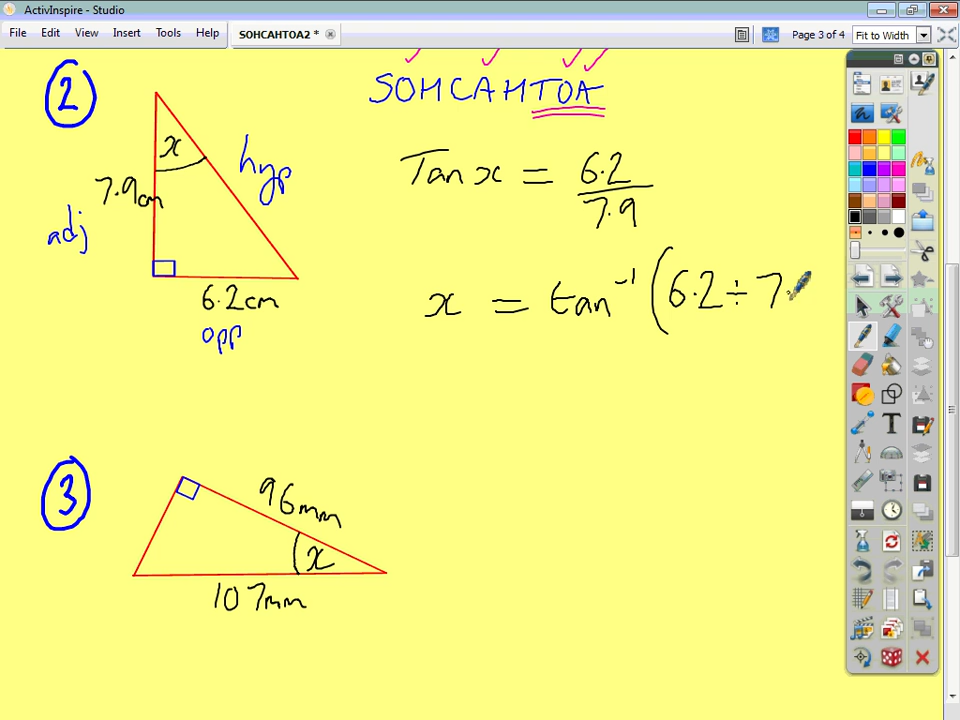 ActivInspire - Studio
File Edit View Insert Tools Help
SOHCAHTOA2 *
Page 3 of 4
Fit to Width
2
SOHCAHTOA
x
hyp
7.9cm
adj
6.2cm
opp
Tan x = 6.2
7.9
x = tan⁻¹ (6.2 ÷ 7.
3
96mm
x
107mm
T